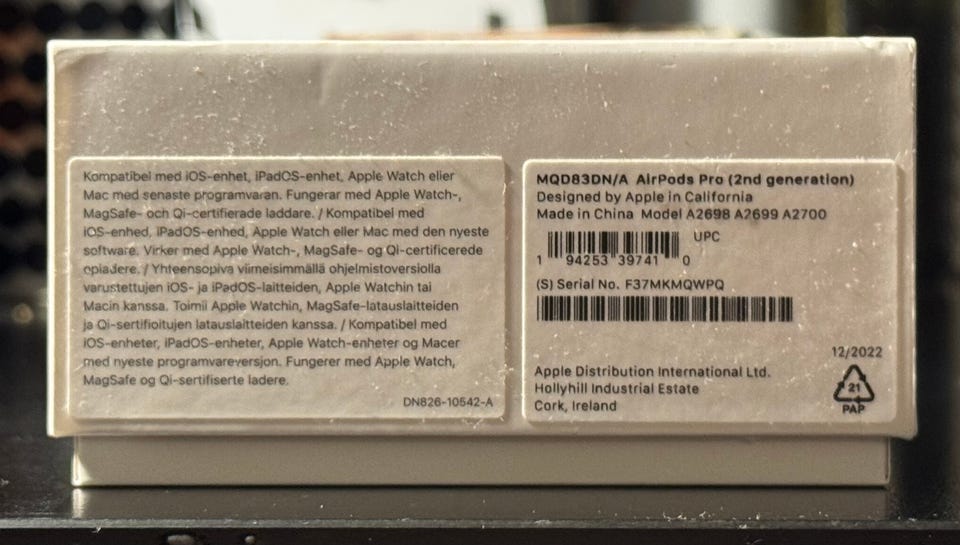 Kompatibel med iOS-enhet, iPadOS-enhet, Apple Watch eller
Mac med senaste programvaran. Fungerar med Apple Watch-,
MagSafe- och Qi-certifierade laddare. / Kompatibel med
iOS-enhed, iPadOS-enhed, Apple Watch eller Mac med den nyeste
software. Virker med Apple Watch-, MagSafe- og Qi-certificerede
opladere. / Yhteensopiva viimeisimmällä ohjelmistoversiolla
varustettujen iOS- ja iPadOS-laitteiden, Apple Watchin tai
Macin kanssa. Toimii Apple Watchin, MagSafe-latauslaitteiden
ja Qi-sertifioitujen latauslaitteiden kanssa. / Kompatibel med
iOS-enheter, iPadOS-enheter, Apple Watch-enheter og Macer
med nyeste programvareversjon. Fungerer med Apple Watch,
MagSafe og Qi-sertifiserte ladere.
DN826-10542-A
MQD83DN/A AirPods Pro (2nd generation)
Designed by Apple in California
Made in China Model A2698 A2699 A2700
UPC
1 94253 39741 0
(S) Serial No. F37MKMQWPQ
12/2022
Apple Distribution International Ltd.
Hollyhill Industrial Estate
Cork, Ireland
21
PAP